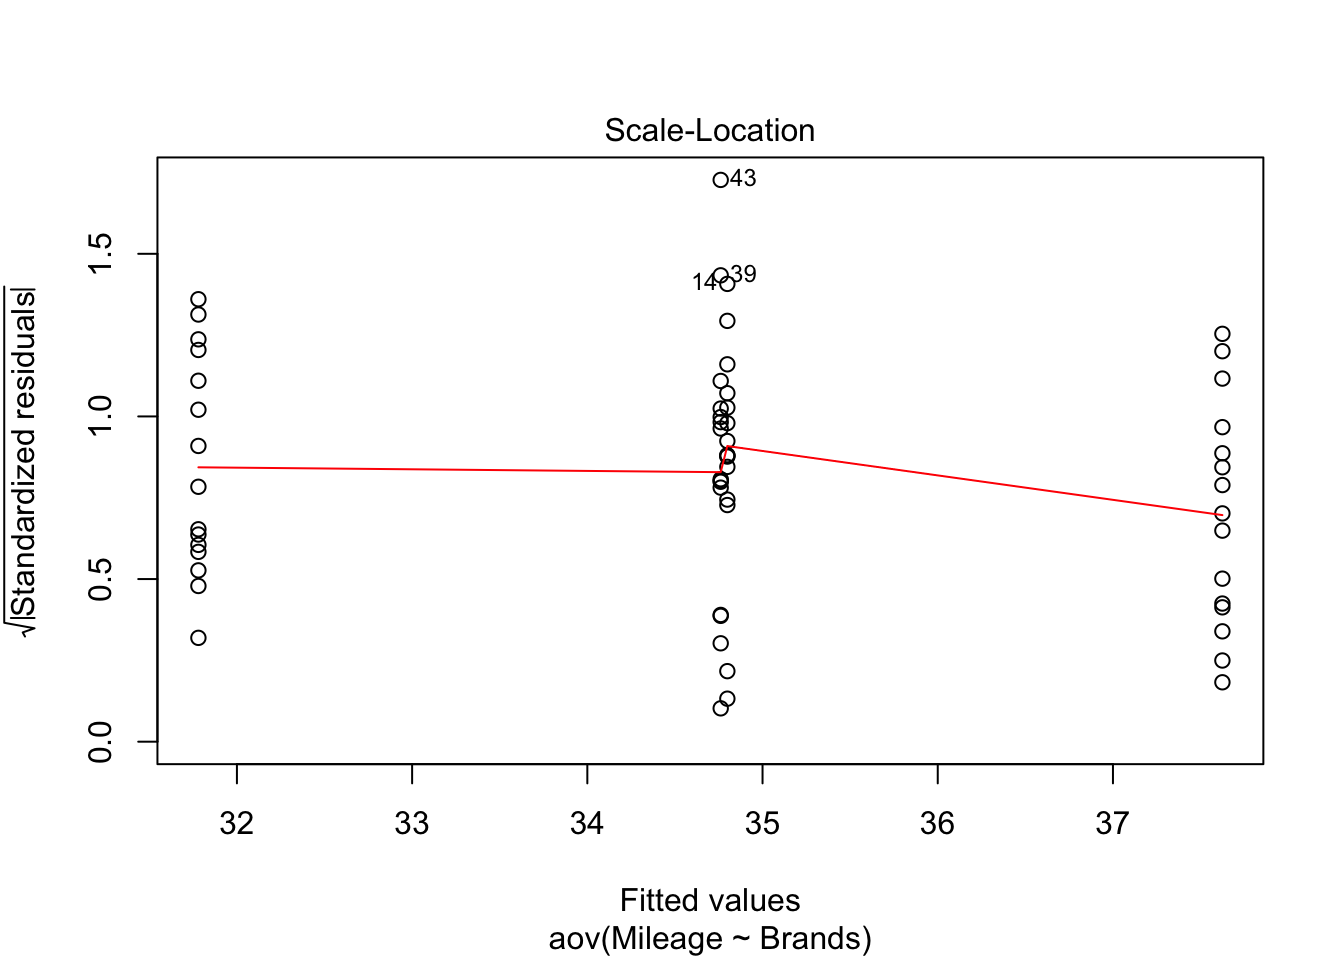 Scale-Location
√|Standardized residuals|
1.5
1.0
0.5
0.0
43
14
39
32 33 34 35 36 37
Fitted values
aov(Mileage ~ Brands)